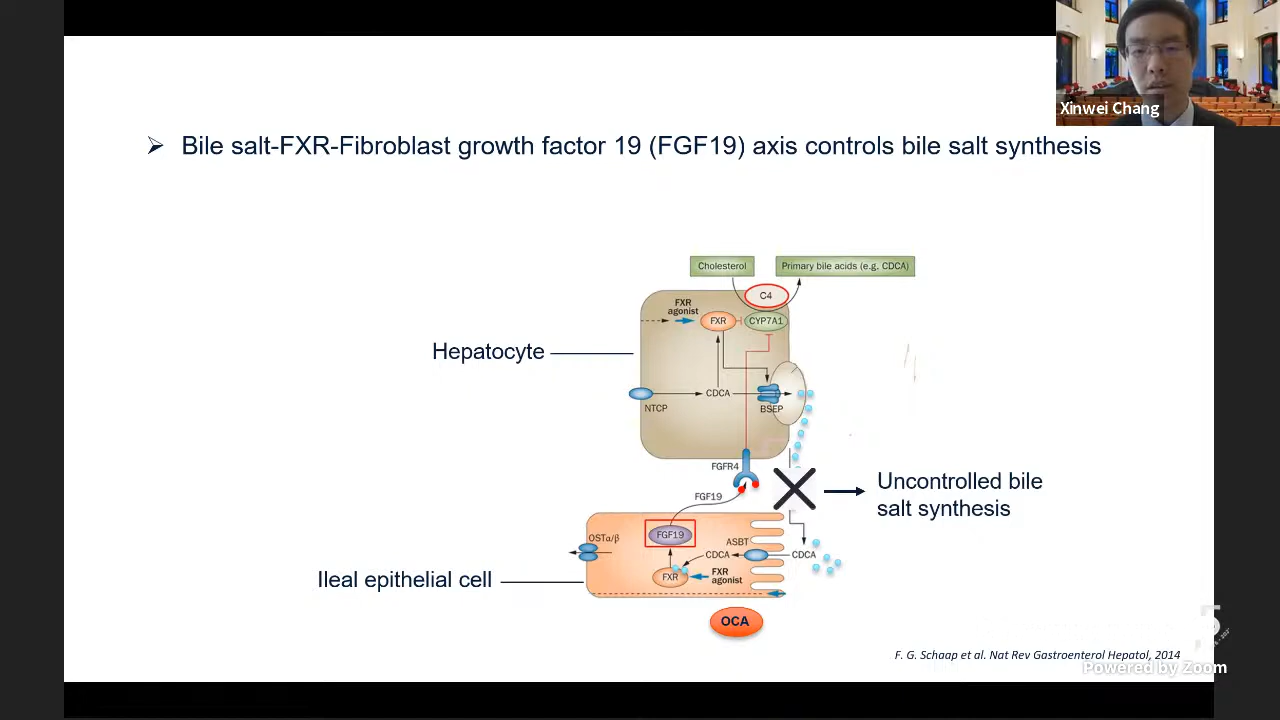 Xinwei Chang
➢ Bile salt-FXR-Fibroblast growth factor 19 (FGF19) axis controls bile salt synthesis
Cholesterol
Primary bile acids (e.g, CDCA)
C4
FXR
agonist
FXR
CYP7A1
Hepatocyte
NTCP
CDCA
BSEP
FGFR4
FGF19
Uncontrolled bile
salt synthesis
FGF19
OSTα/β
ASBT
CDCA
CDCA
FXR
FXR
agonist
Ileal epithelial cell
OCA
F. G. Schaap et al. Nat Rev Gastroenterol Hepatol, 2014
Powered by Zoom